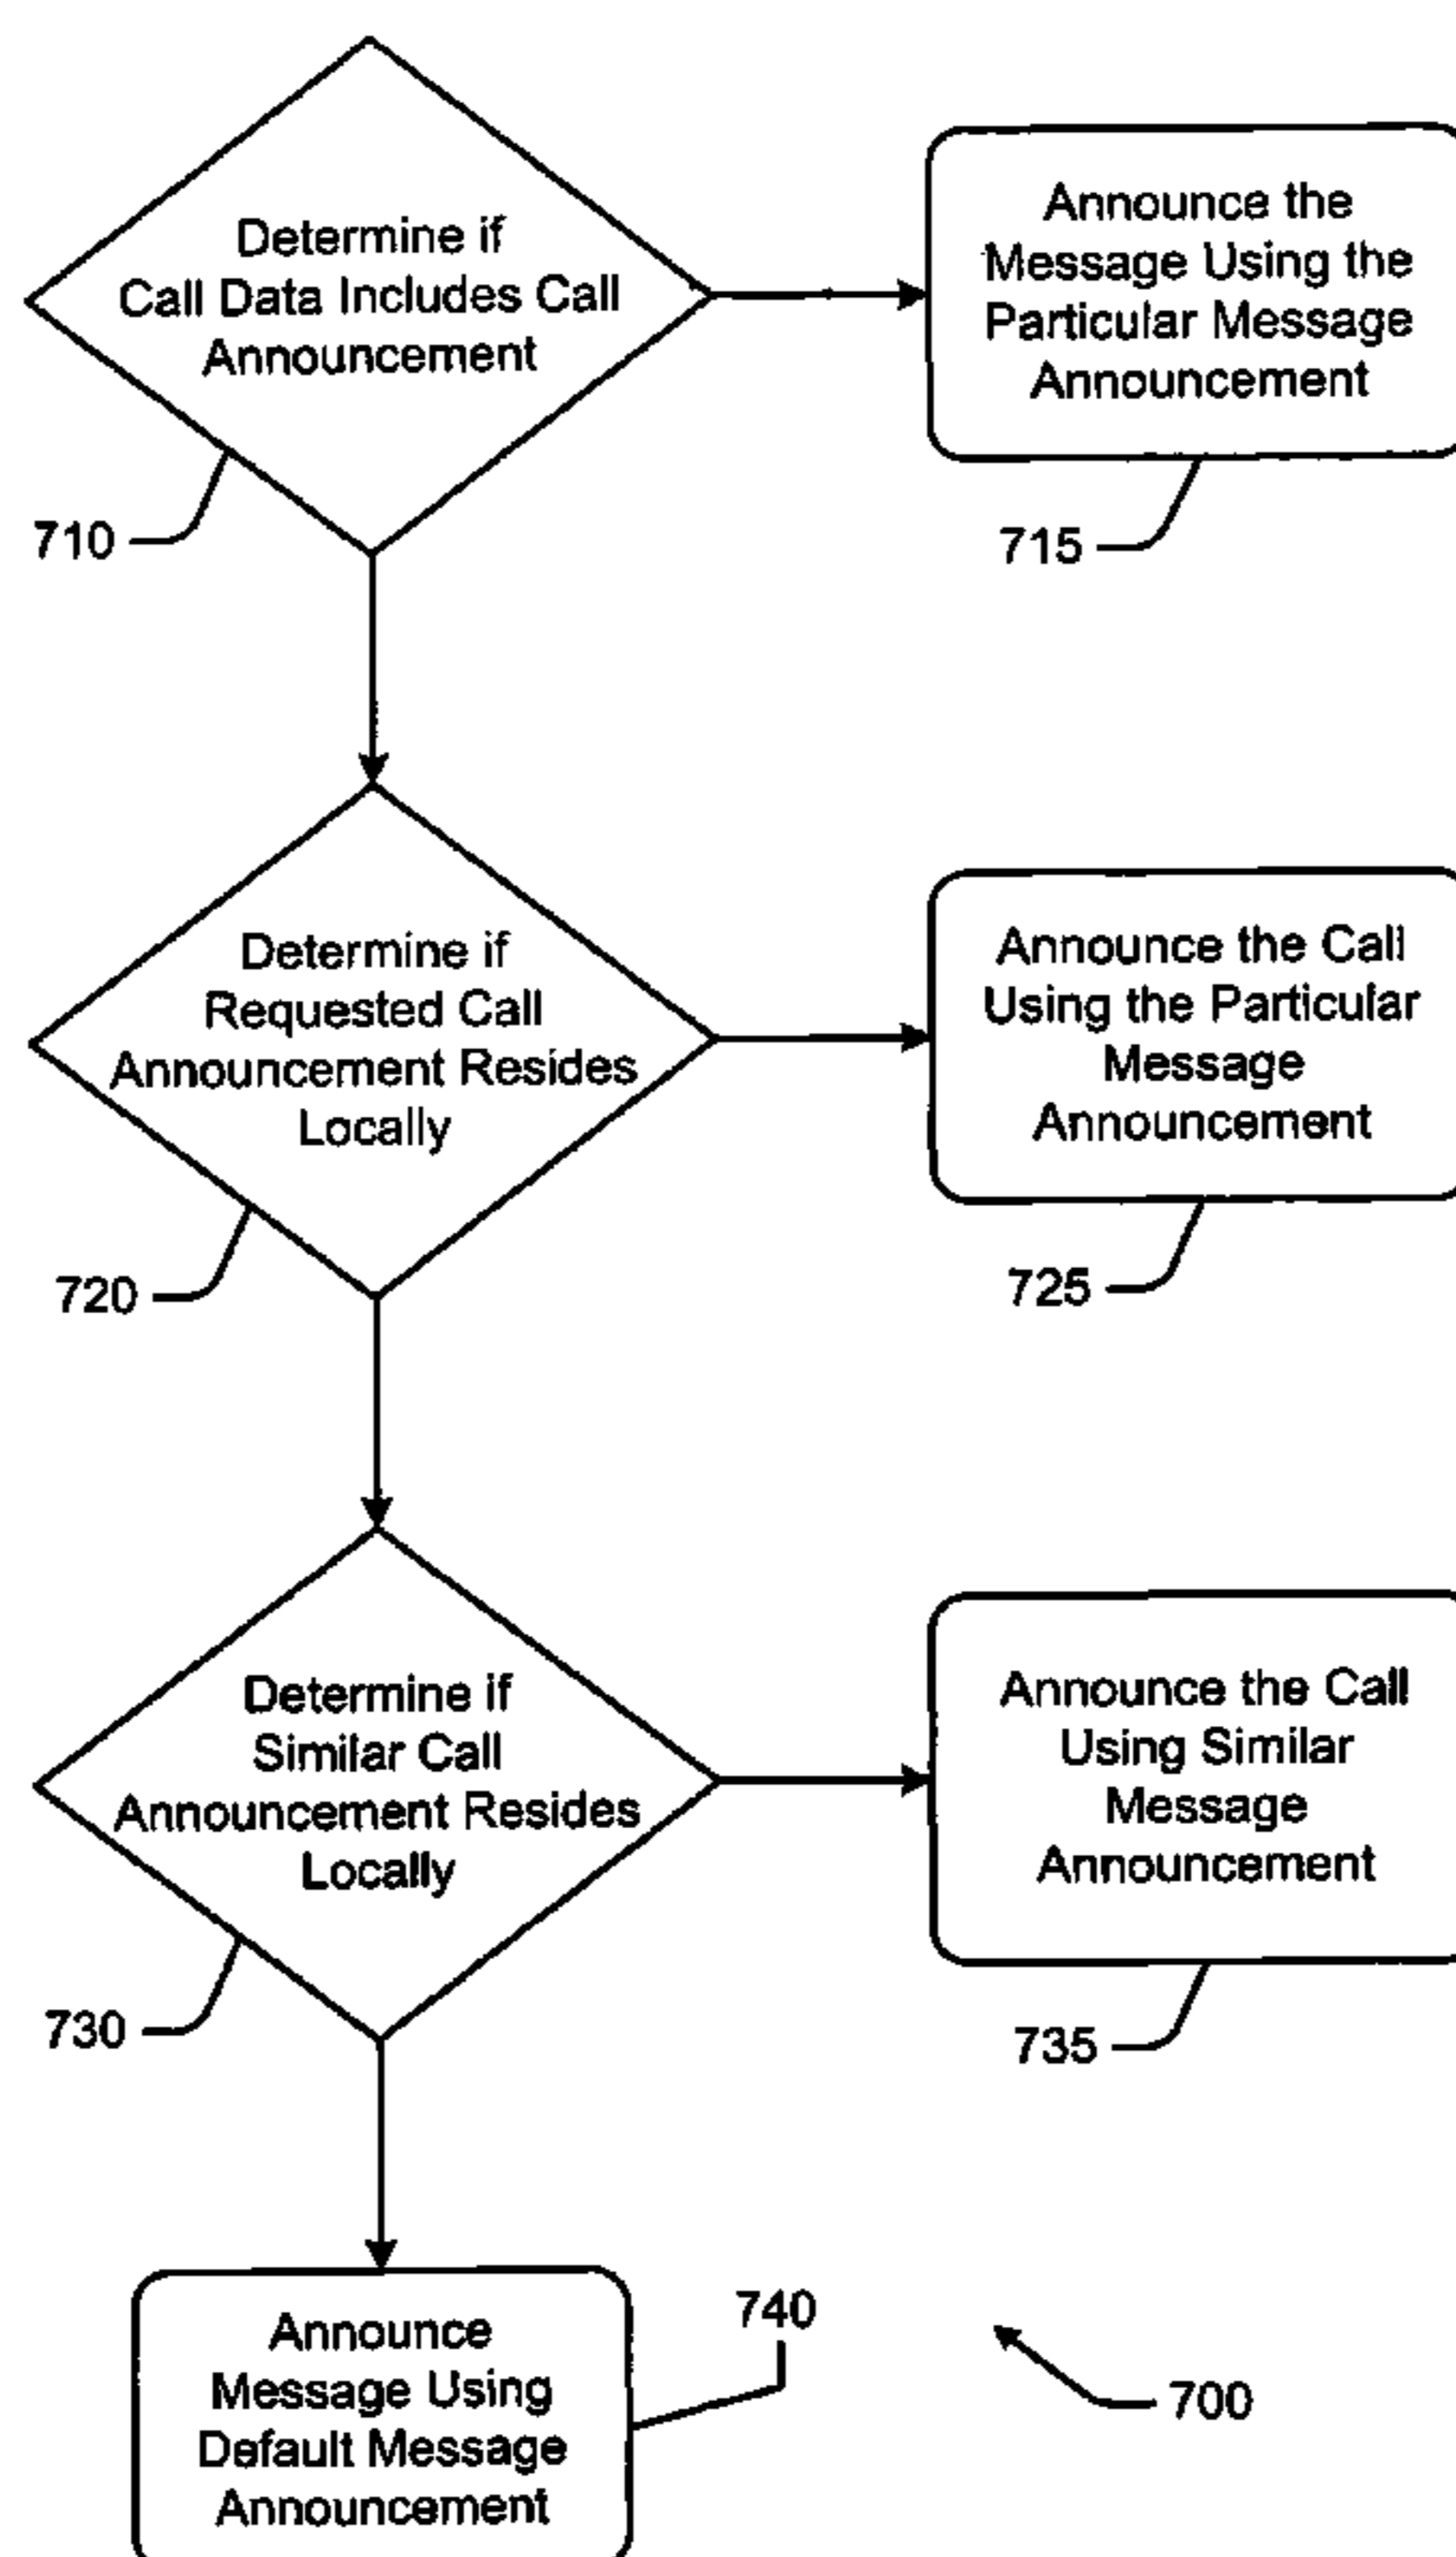 Determine if
Call Data Includes Call
Announcement
710
Announce the
Message Using the
Particular Message
Announcement
715
Determine if
Requested Call
Announcement Resides
Locally
720
Announce the Call
Using the Particular
Message
Announcement
725
Determine if
Similar Call
Announcement Resides
Locally
730
Announce the Call
Using Similar
Message
Announcement
735
Announce
Message Using
Default Message
Announcement
740
700